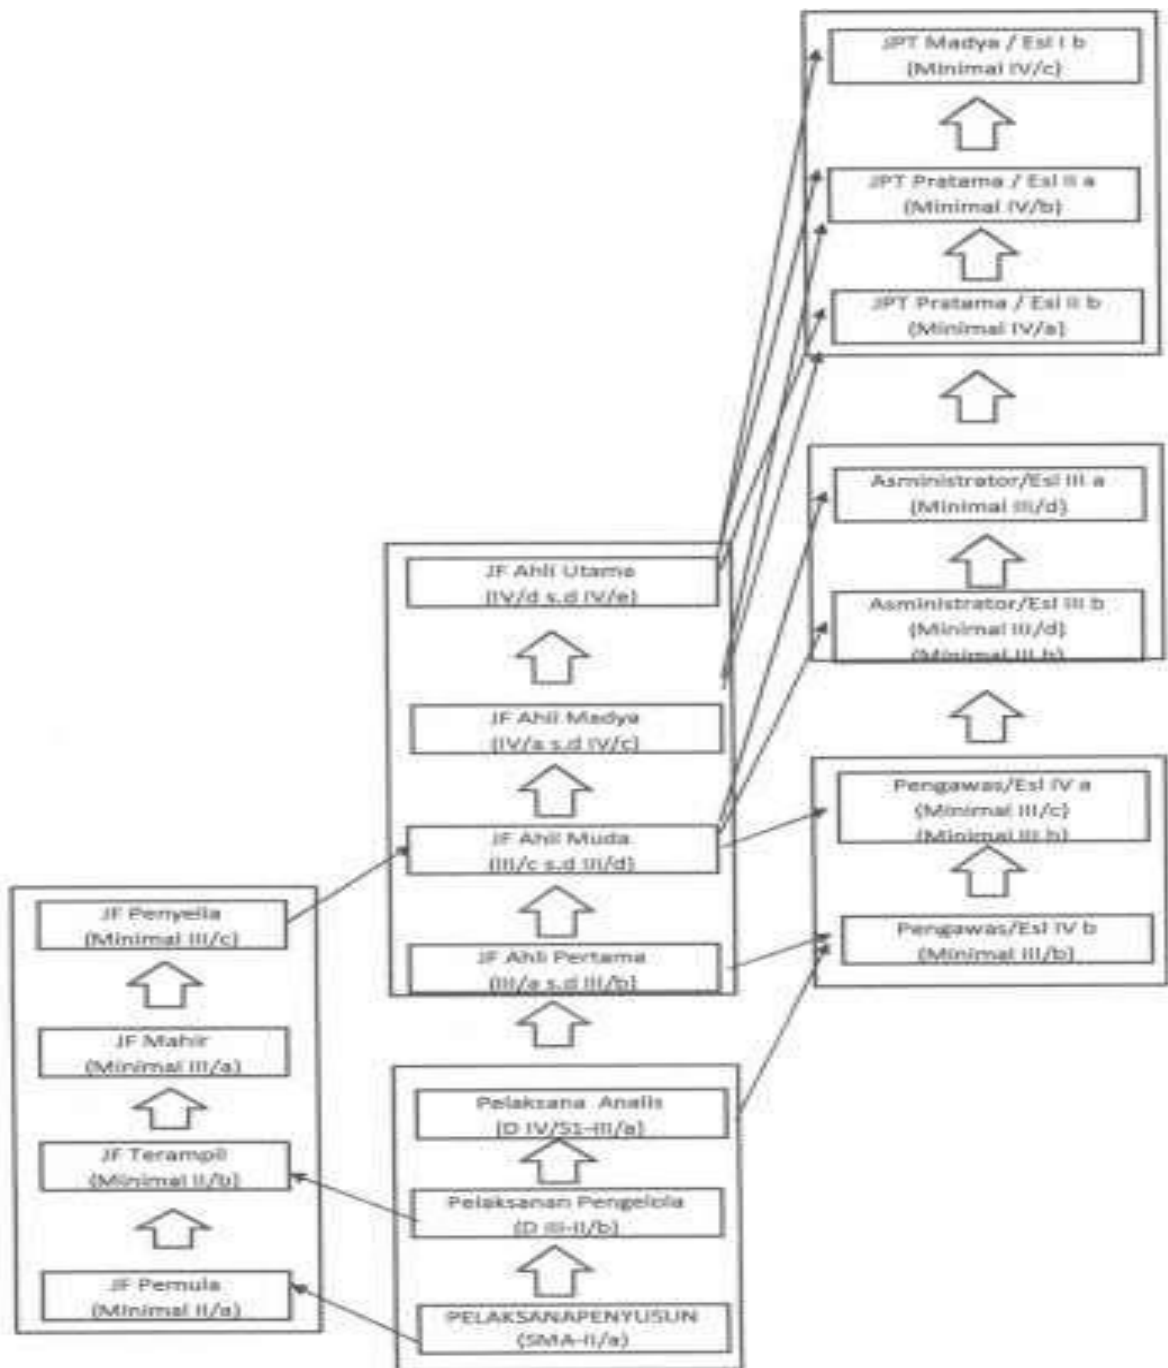 JPT Madya / Esl I b
(Minimal IV/c)
JPT Pratama / Esl II a
(Minimal IV/b)
JPT Pratama / Esl II b
(Minimal IV/a)
Asministrator/Esl III a
(Minimal III/d)
Asministrator/Esl III b
(Minimal III/d)
(Minimal III b)
Pengawas/Esl IV a
(Minimal III/c)
(Minimal III b)
Pengawas/Esl IV b
(Minimal III/b)
JF Ahli Utama
(IV/d s.d IV/e)
JF Ahli Madya
(IV/a s.d IV/c)
JF Ahli Muda
(III/c s.d III/d)
JF Ahli Pertama
(III/a s.d III/b)
Pelaksana Analis
(D IV/S1-III/a)
Pelaksanan Pengelola
(D III-II/b)
PELAKSANAPENYUSUN
(SMA-II/a)
JF Penyelia
(Minimal III/c)
JF Mahir
(Minimal III/a)
JF Terampil
(Minimal II/b)
JF Pemula
(Minimal II/a)